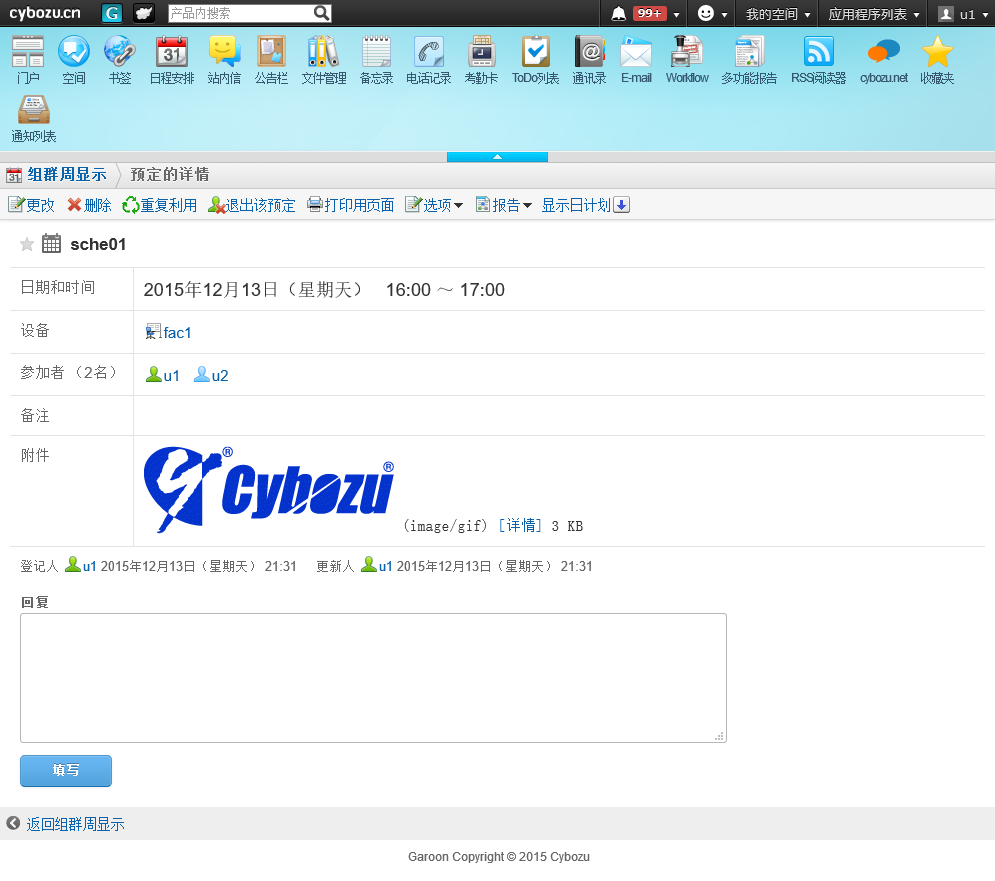 cybozu.cn G 产品内搜索 99+ 我的空间 应用程序列表 u1
门户 空间 书签 日程安排 站内信 公告栏 文件管理 备忘录 电话记录 考勤卡 ToDo列表 通讯录 E-mail Workflow 多功能报告 RSS阅读器 cybozu.net 收藏夹
通知列表
组群周显示 预定的详情
更改 删除 重复利用 退出该预定 打印用页面 选项 报告 显示日计划
sche01
日期和时间 2015年12月13日（星期天） 16:00 ～ 17:00
设备 fac1
参加者 （2名） u1 u2
备注
附件 Cybozu® (image/gif) [详情] 3 KB
登记人 u1 2015年12月13日（星期天） 21:31 更新人 u1 2015年12月13日（星期天） 21:31
回复
填写
返回组群周显示
Garoon Copyright © 2015 Cybozu